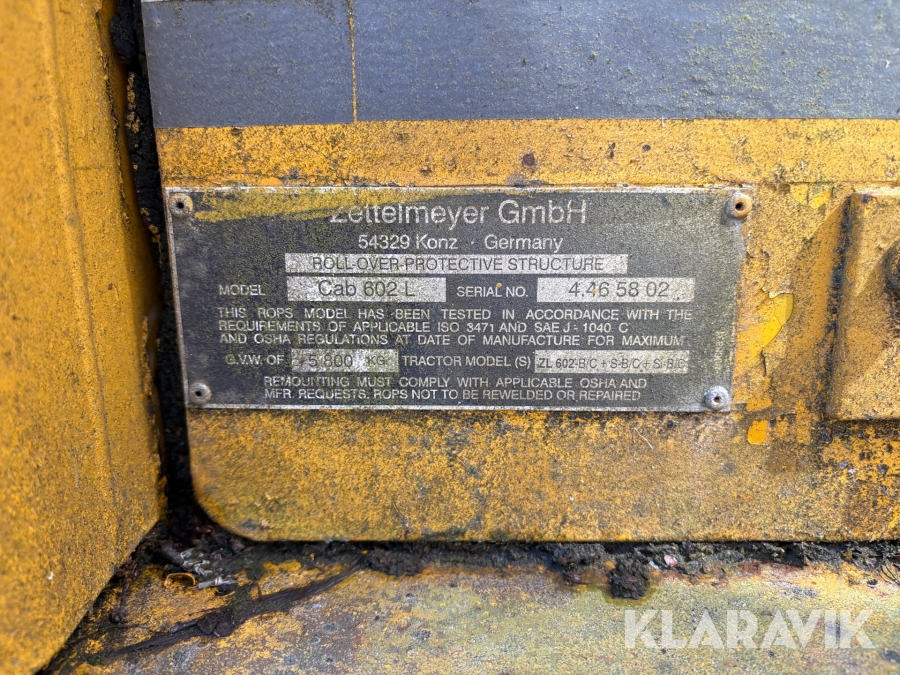 Zettelmeyer GmbH
54329 Konz · Germany
ROLL-OVER-PROTECTIVE STRUCTURE
MODEL Cab 602 L SERIAL NO. 4.46 58 02
THIS ROPS MODEL HAS BEEN TESTED IN ACCORDANCE WITH THE
REQUIREMENTS OF APPLICABLE ISO 3471 AND SAE J - 1040 C
AND OSHA REGULATIONS AT DATE OF MANUFACTURE FOR MAXIMUM
G.V.W. OF 5 800 KG TRACTOR MODEL (S) ZL 602-B/C + S-B/C + SI-B/C
REMOUNTING MUST COMPLY WITH APPLICABLE OSHA AND
MFR. REQUESTS. ROPS NOT TO BE REWELDED OR REPAIRED
KLARAVIK